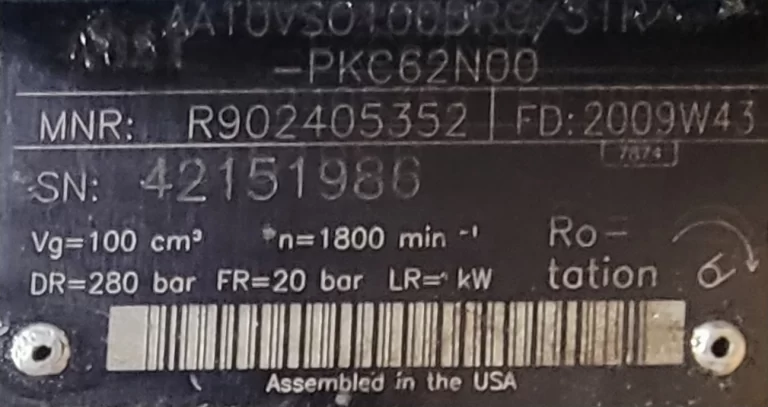 -PKC62N00
MNR: R902405352 FD: 2009W43
7874
SN: 42151986
Vg=100 cm³ *n=1800 min -¹ Ro-
DR=280 bar FR=20 bar LR= kW tation
Assembled in the USA